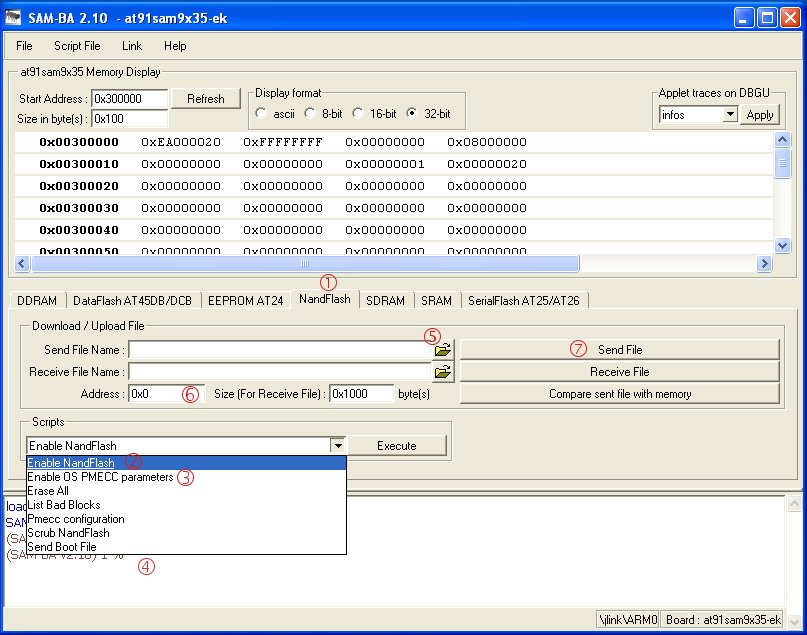 SAM-BA 2.10 - at91sam9x35-ek
File Script File Link Help
at91sam9x35 Memory Display
Start Address : 0x300000 Refresh
Size in byte(s) : 0x100
Display format
ascii 8-bit 16-bit 32-bit
Applet traces on DBGU
infos Apply
0x00300000 0xEA000020 0xFFFFFFFF 0x00000000 0x08000000
0x00300010 0x00000000 0x00000000 0x00000001 0x00000020
0x00300020 0x00000000 0x00000000 0x00000000 0x00000000
0x00300030 0x00000000 0x00000000 0x00000000 0x00000000
0x00300040 0x00000000 0x00000000 0x00000000 0x00000000
0x00300050 0x00000000 0x00000000 0x00000000 0x00000000
①
DDRAM DataFlash AT45DB/DCB EEPROM AT24 NandFlash SDRAM SRAM SerialFlash AT25/AT26
Download / Upload File
⑤
Send File Name : ⑦ Send File
Receive File Name : Receive File
Address : 0x0 ⑥ Size (For Receive File) : 0x1000 byte(s) Compare sent file with memory
Scripts
Enable NandFlash Execute
Enable NandFlash ②
Enable OS PMECC parameters ③
Erase All
List Bad Blocks
Pmecc configuration
Scrub NandFlash
Send Boot File
loa
SAM
(SA
(SAM-BA v2.10) 1 %
④
\jlink\ARM0 Board : at91sam9x35-ek